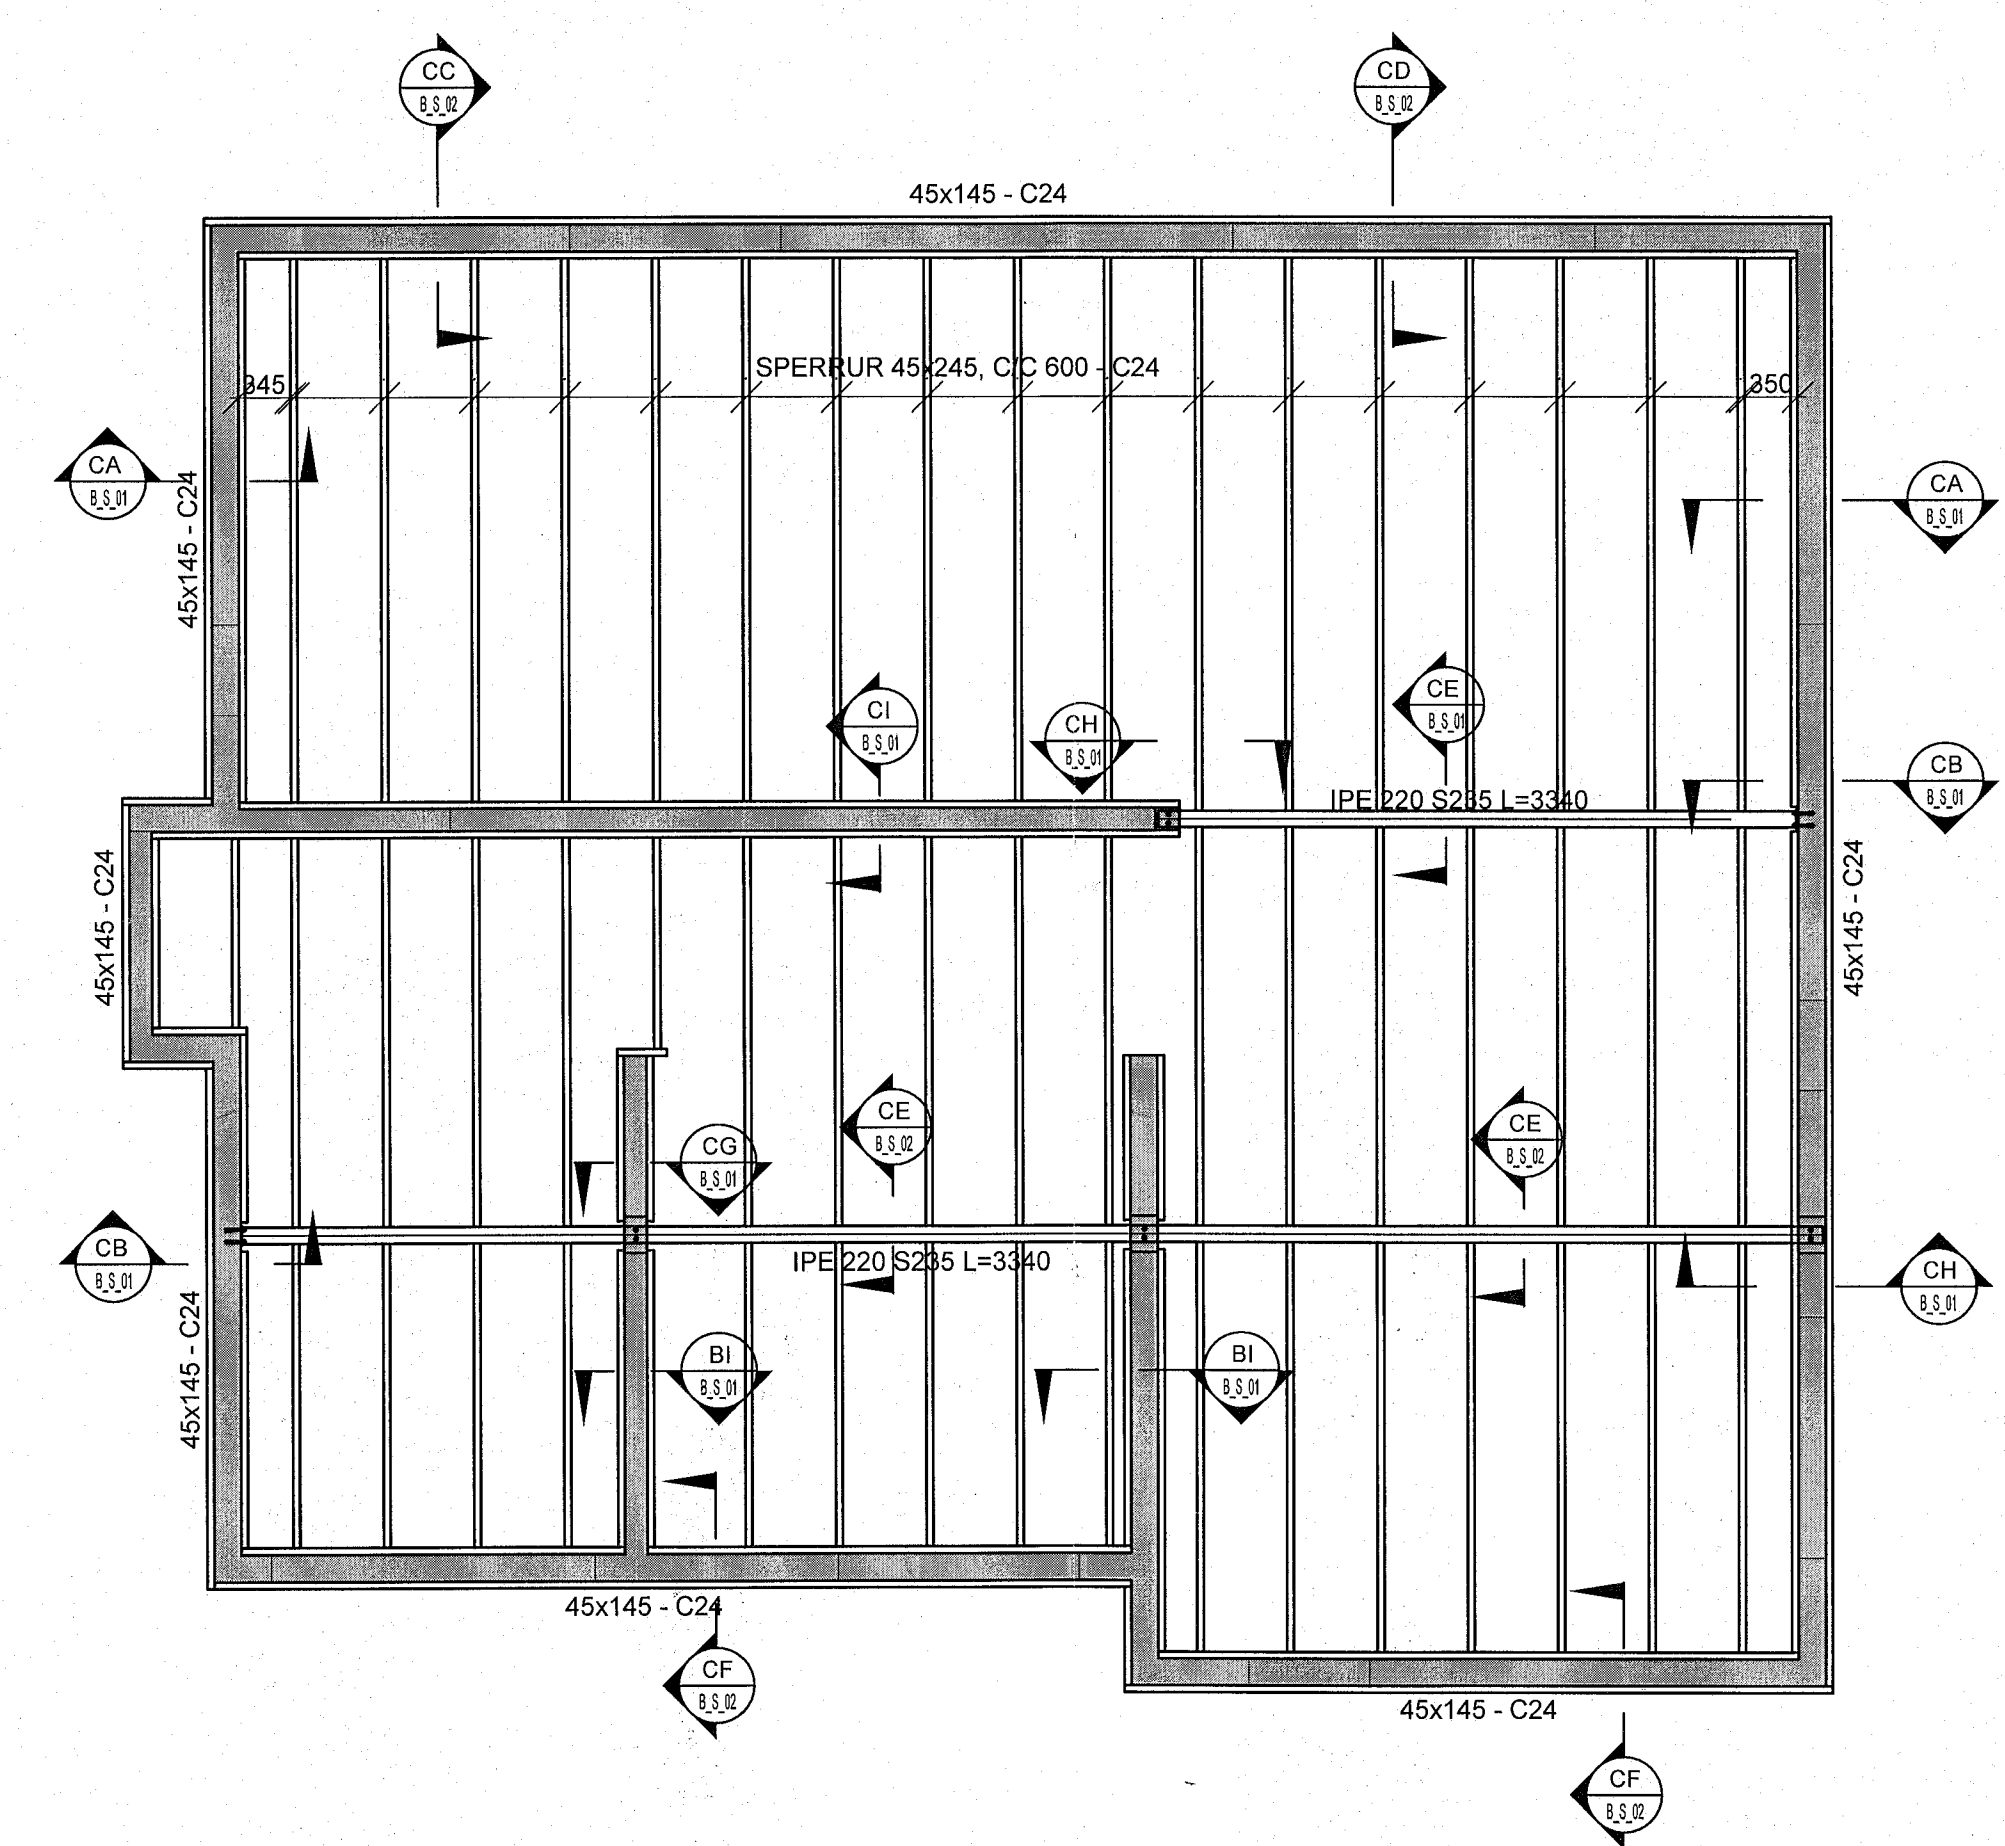 CC
B_S_02
CD
B_S_02
45x145 - C24
SPERRUR 45x245, C/C 600 - C24
345
350
CA
B_S_01
45x145 - C24
CA
B_S_01
CI
B_S_01
CH
B_S_01
CE
B_S_01
IPE 220 S235 L=3340
CB
B_S_01
45x145 - C24
45x145 - C24
CG
B_S_01
CE
B_S_02
CE
B_S_02
CB
B_S_01
IPE 220 S235 L=3340
CH
B_S_01
45x145 - C24
BI
B_S_01
BI
B_S_01
45x145 - C24
CF
B_S_02
45x145 - C24
CF
B_S_02